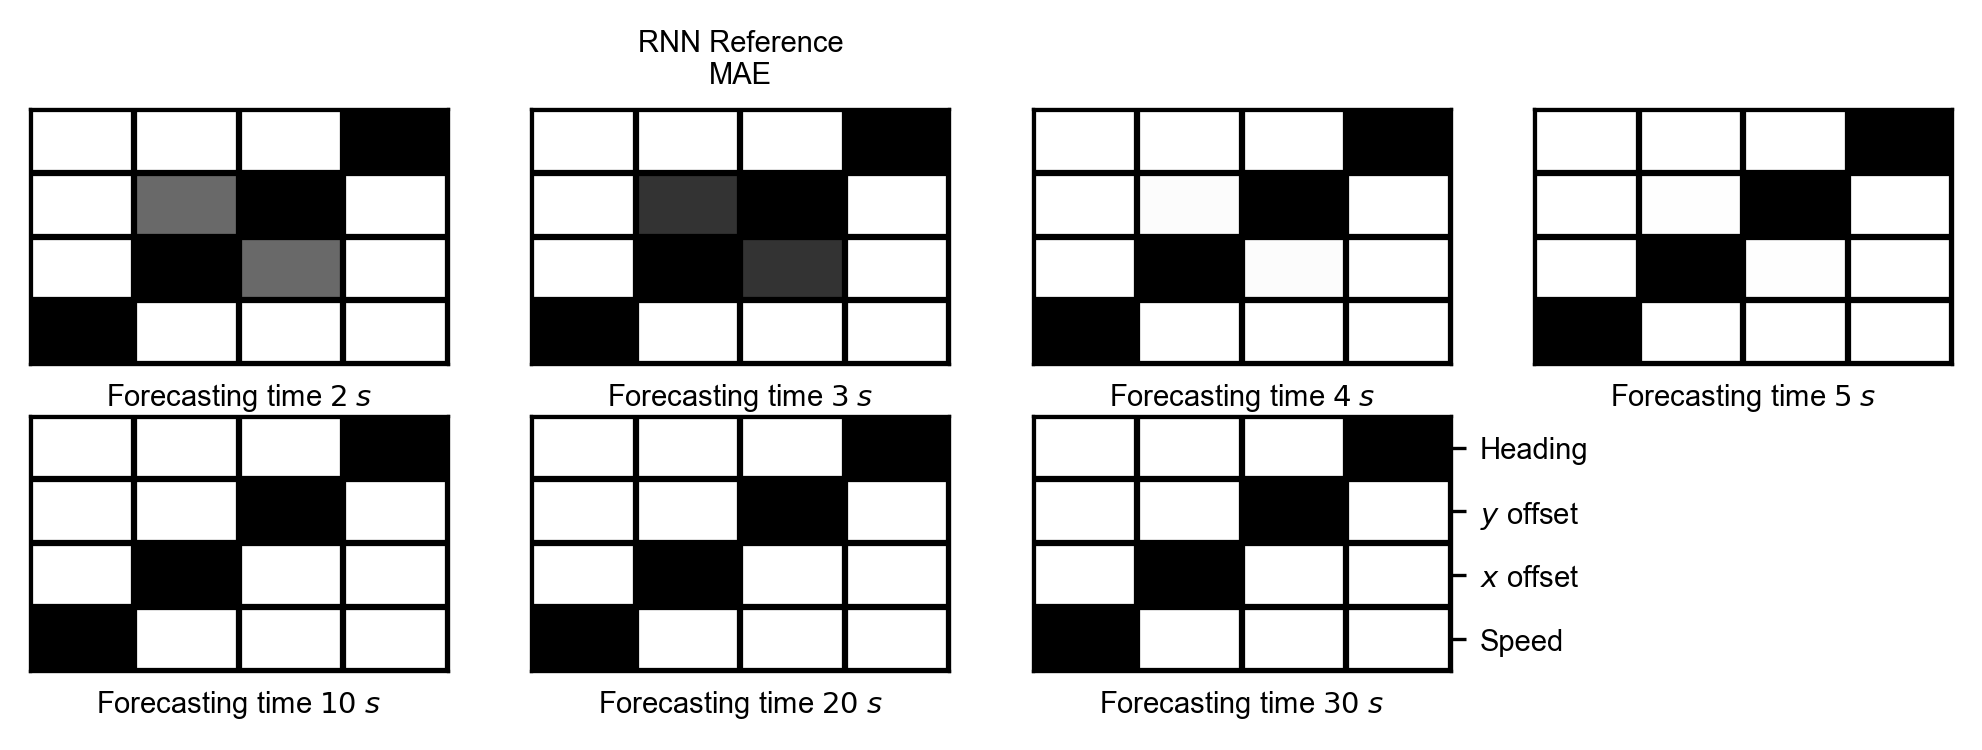 RNN Reference
MAE
Forecasting time 2 s
Forecasting time 3 s
Forecasting time 4 s
Forecasting time 5 s
Heading
y offset
x offset
Speed
Forecasting time 10 s
Forecasting time 20 s
Forecasting time 30 s